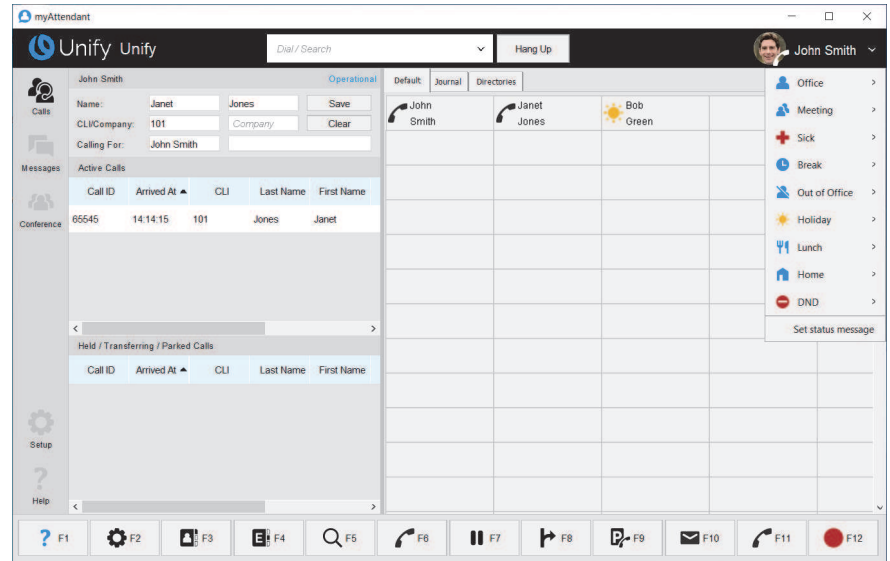 myAttendant
Unify Unify
Dial / Search
Hang Up
John Smith
Calls
Messages
Conference
Setup
Help
John Smith Operational
Name: Janet Jones Save
CLI/Company: 101 Company Clear
Calling For: John Smith
Active Calls
Call ID Arrived At CLI Last Name First Name
65545 14:14:15 101 Jones Janet
Held / Transferring / Parked Calls
Call ID Arrived At CLI Last Name First Name
Default Journal Directories
John
Smith
Janet
Jones
Bob
Green
Office
Meeting
Sick
Break
Out of Office
Holiday
Lunch
Home
DND
Set status message
? F1 F2 F3 E F4 F5 F6 F7 F8 P F9 F10 F11 F12